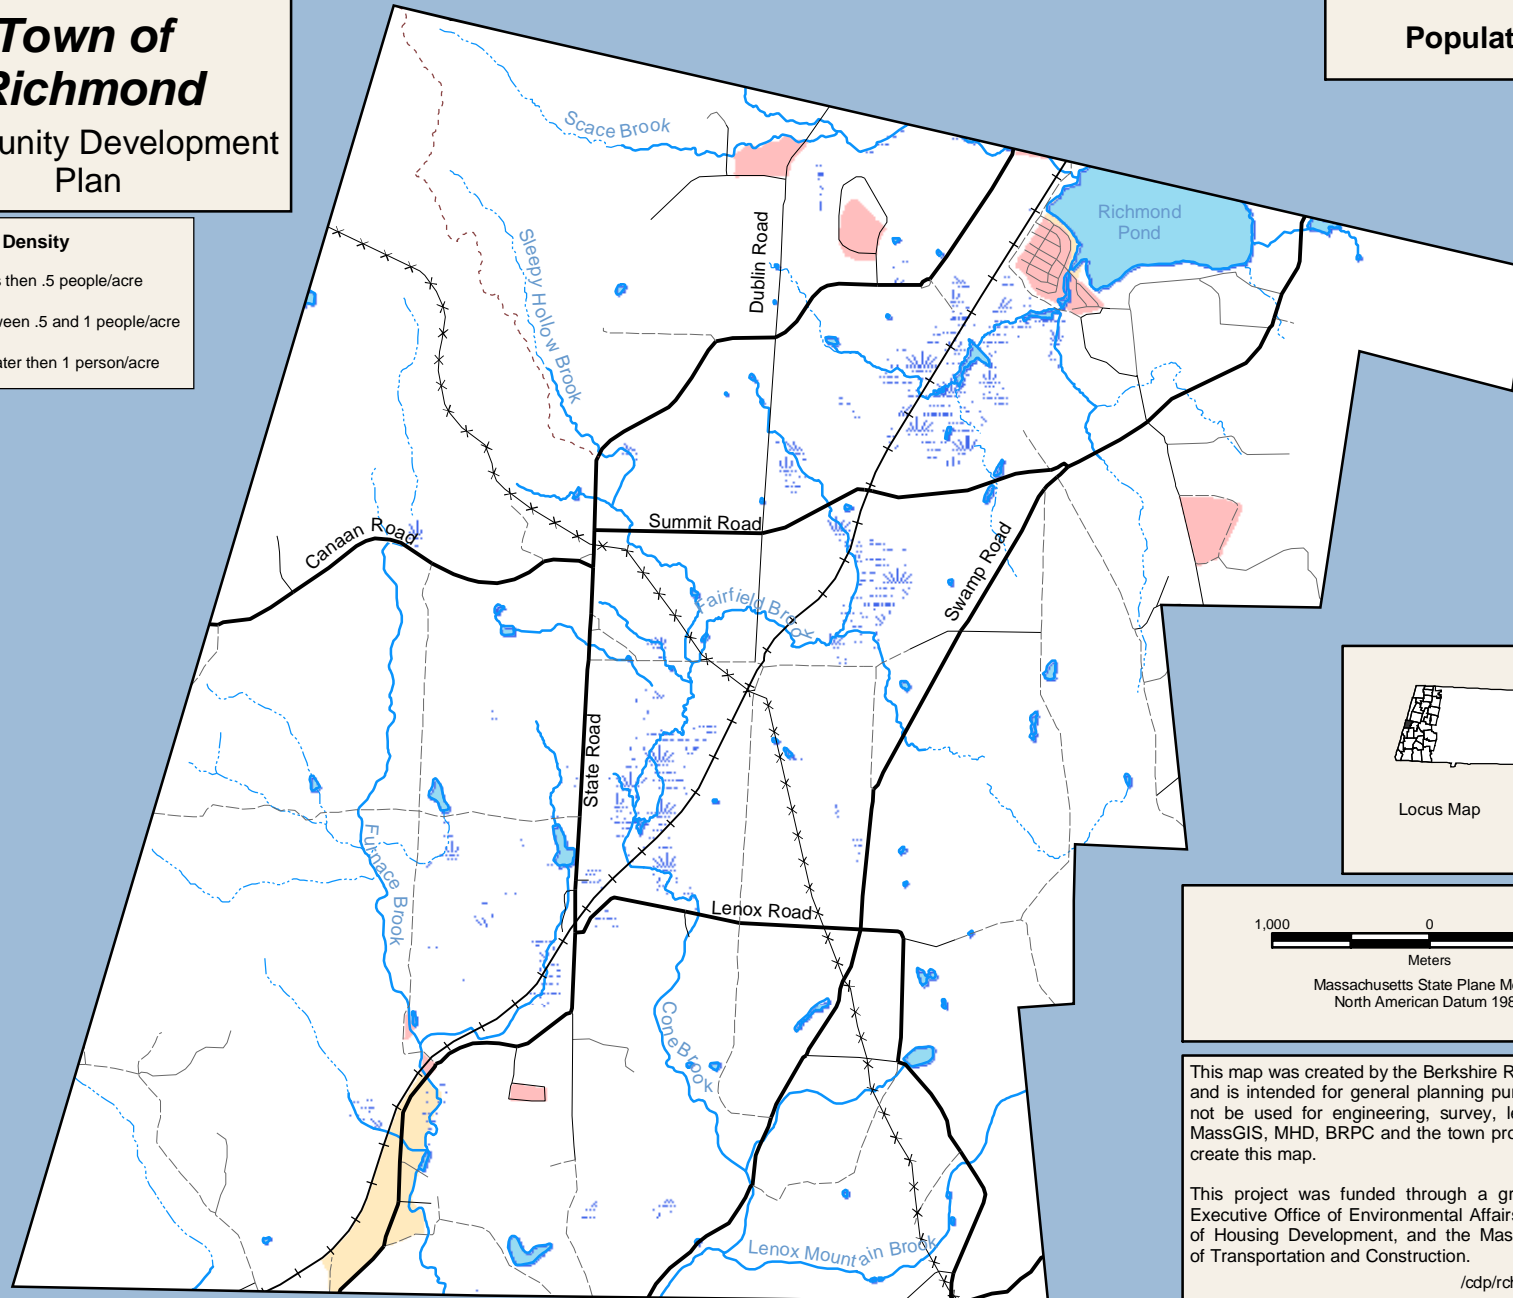 Town of
Richmond
unity Development
Plan
Populat
Density
s then .5 people/acre
ween .5 and 1 people/acre
ater then 1 person/acre
Scace Brook
Richmond
Pond
Dublin Road
Sleepy Hollow Brook
Canaan Road
Summit Road
Swamp Road
Fairfield Brook
State Road
Furnace Brook
Lenox Road
Cone Brook
Lenox Mountain Brook
Locus Map
1,000 0
Meters
Massachusetts State Plane Me
North American Datum 198
This map was created by the Berkshire R
and is intended for general planning pur
not be used for engineering, survey, le
MassGIS, MHD, BRPC and the town pro
create this map.
This project was funded through a gr
Executive Office of Environmental Affairs
of Housing Development, and the Mas
of Transportation and Construction.
/cdp/rch